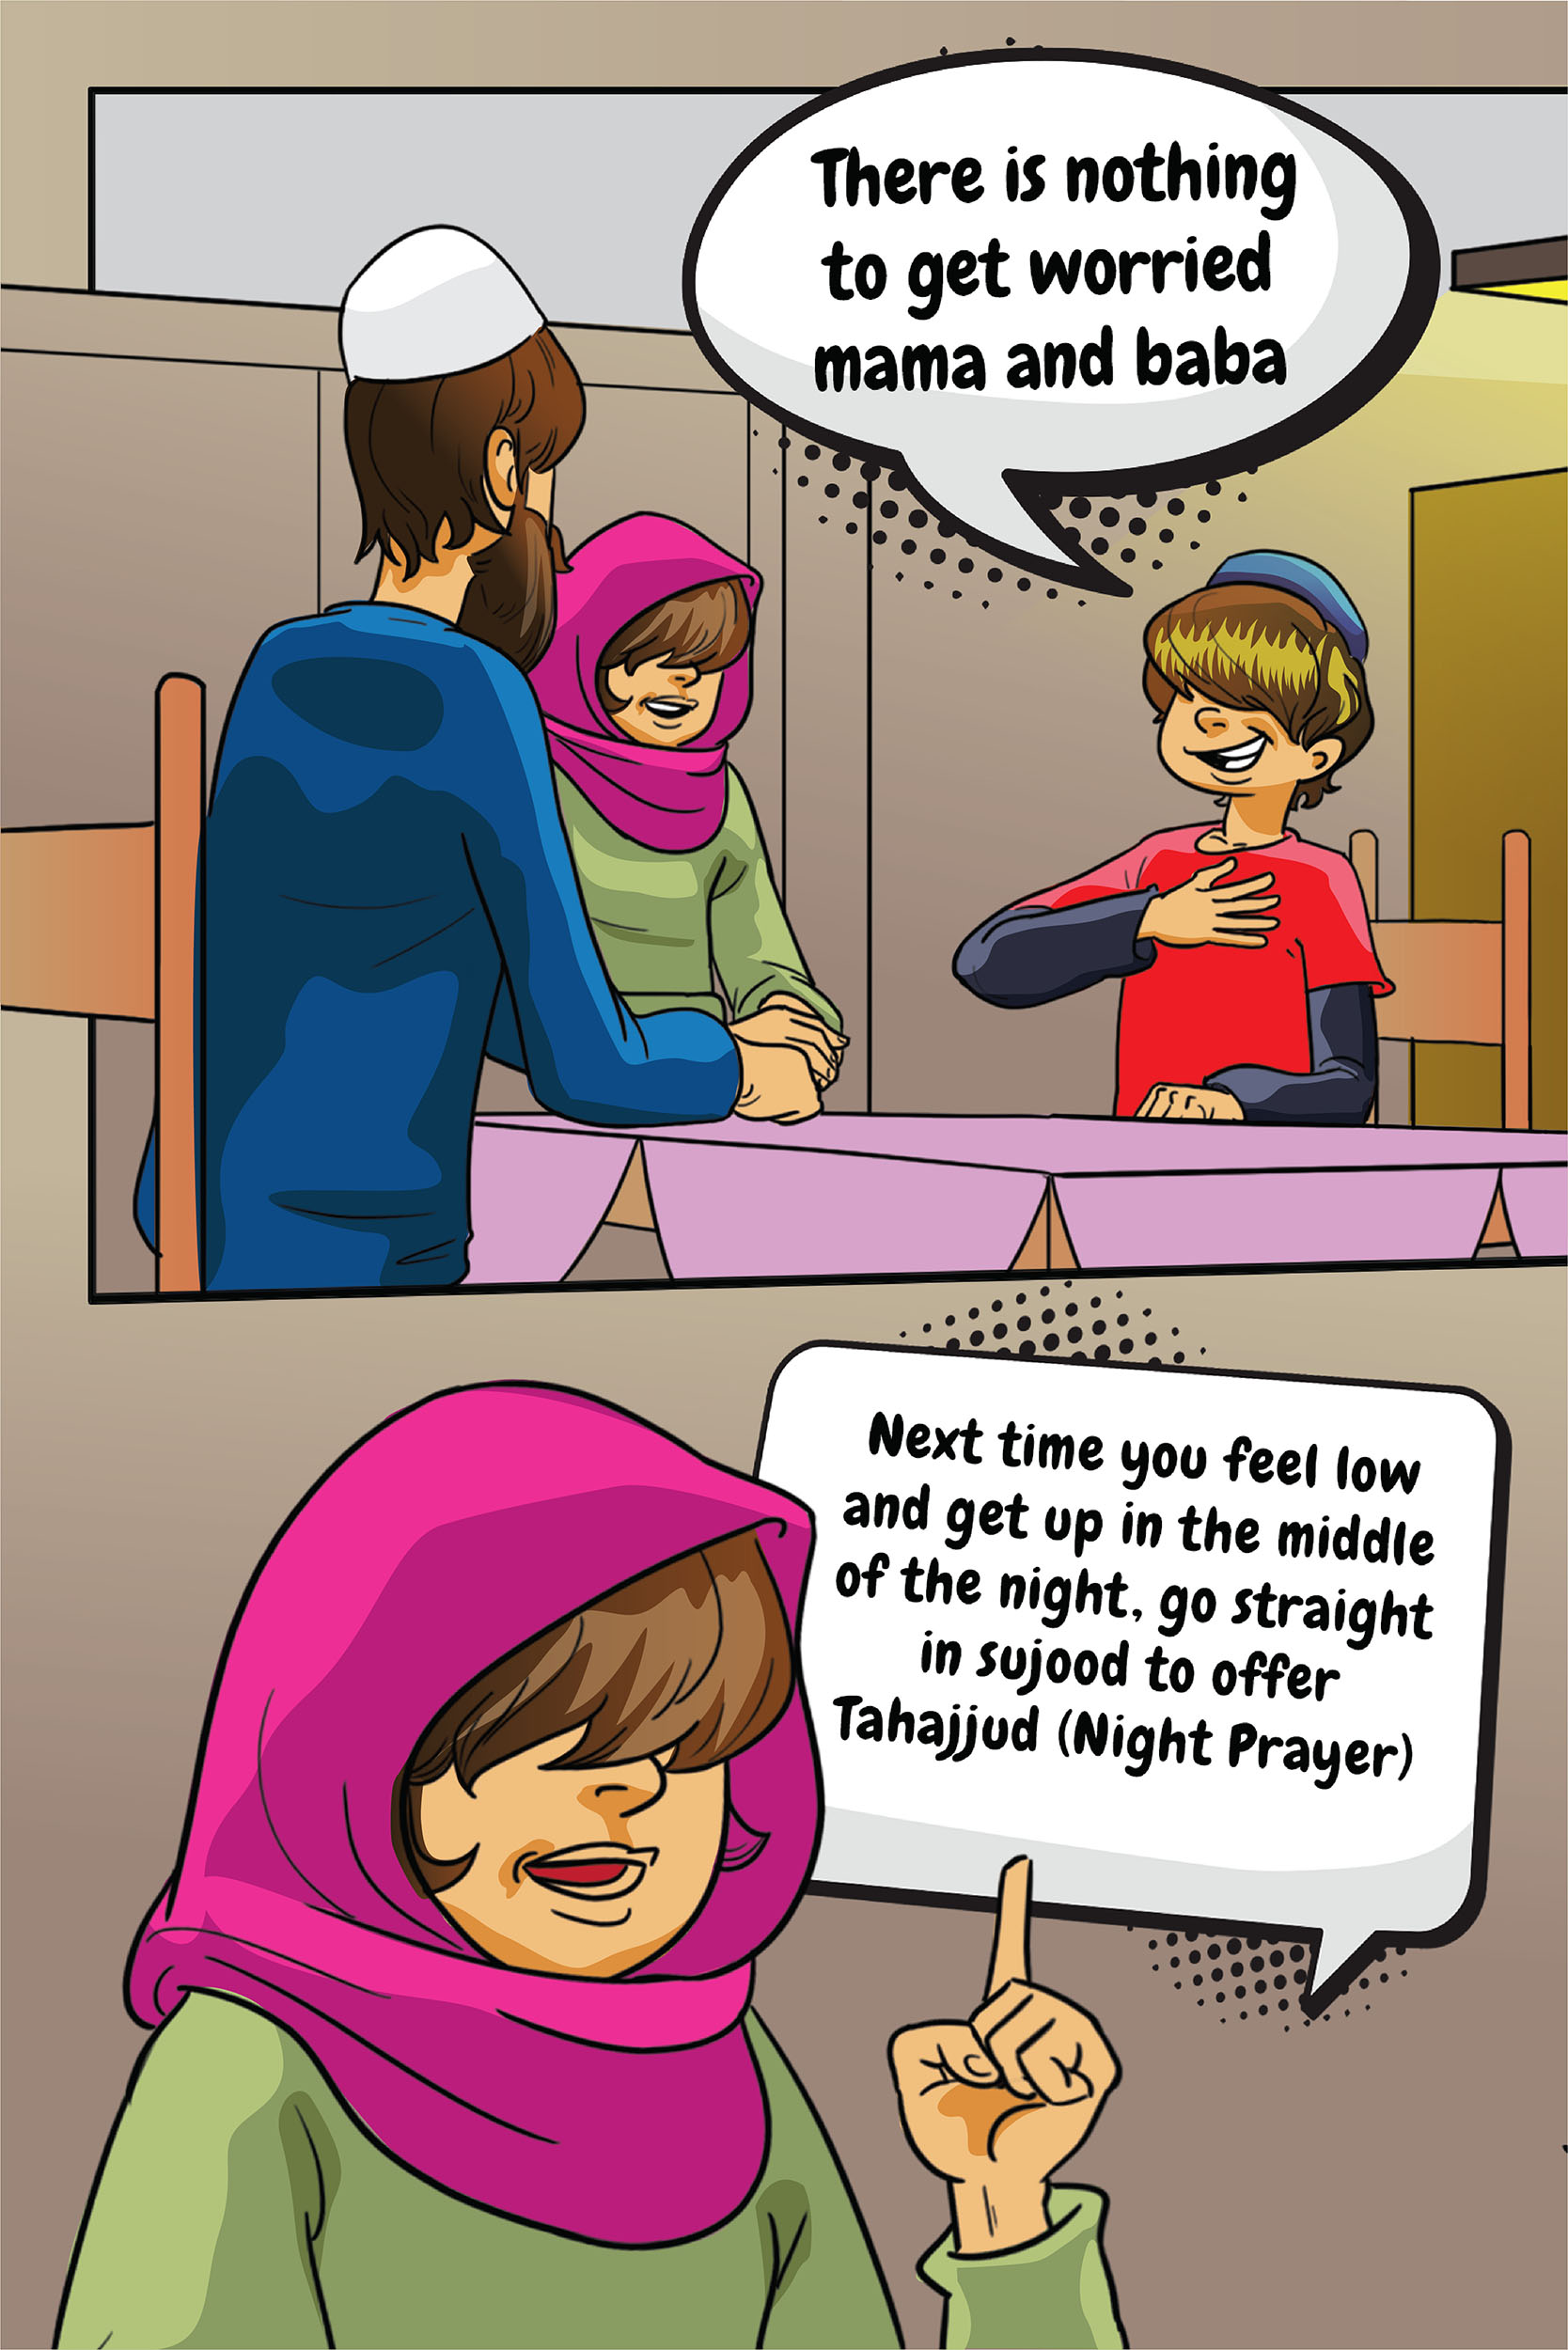 There is nothing
to get worried
mama and baba
Next time you feel low
and get up in the middle
of the night, go straight
in sujood to offer
Tahajjud (Night Prayer)